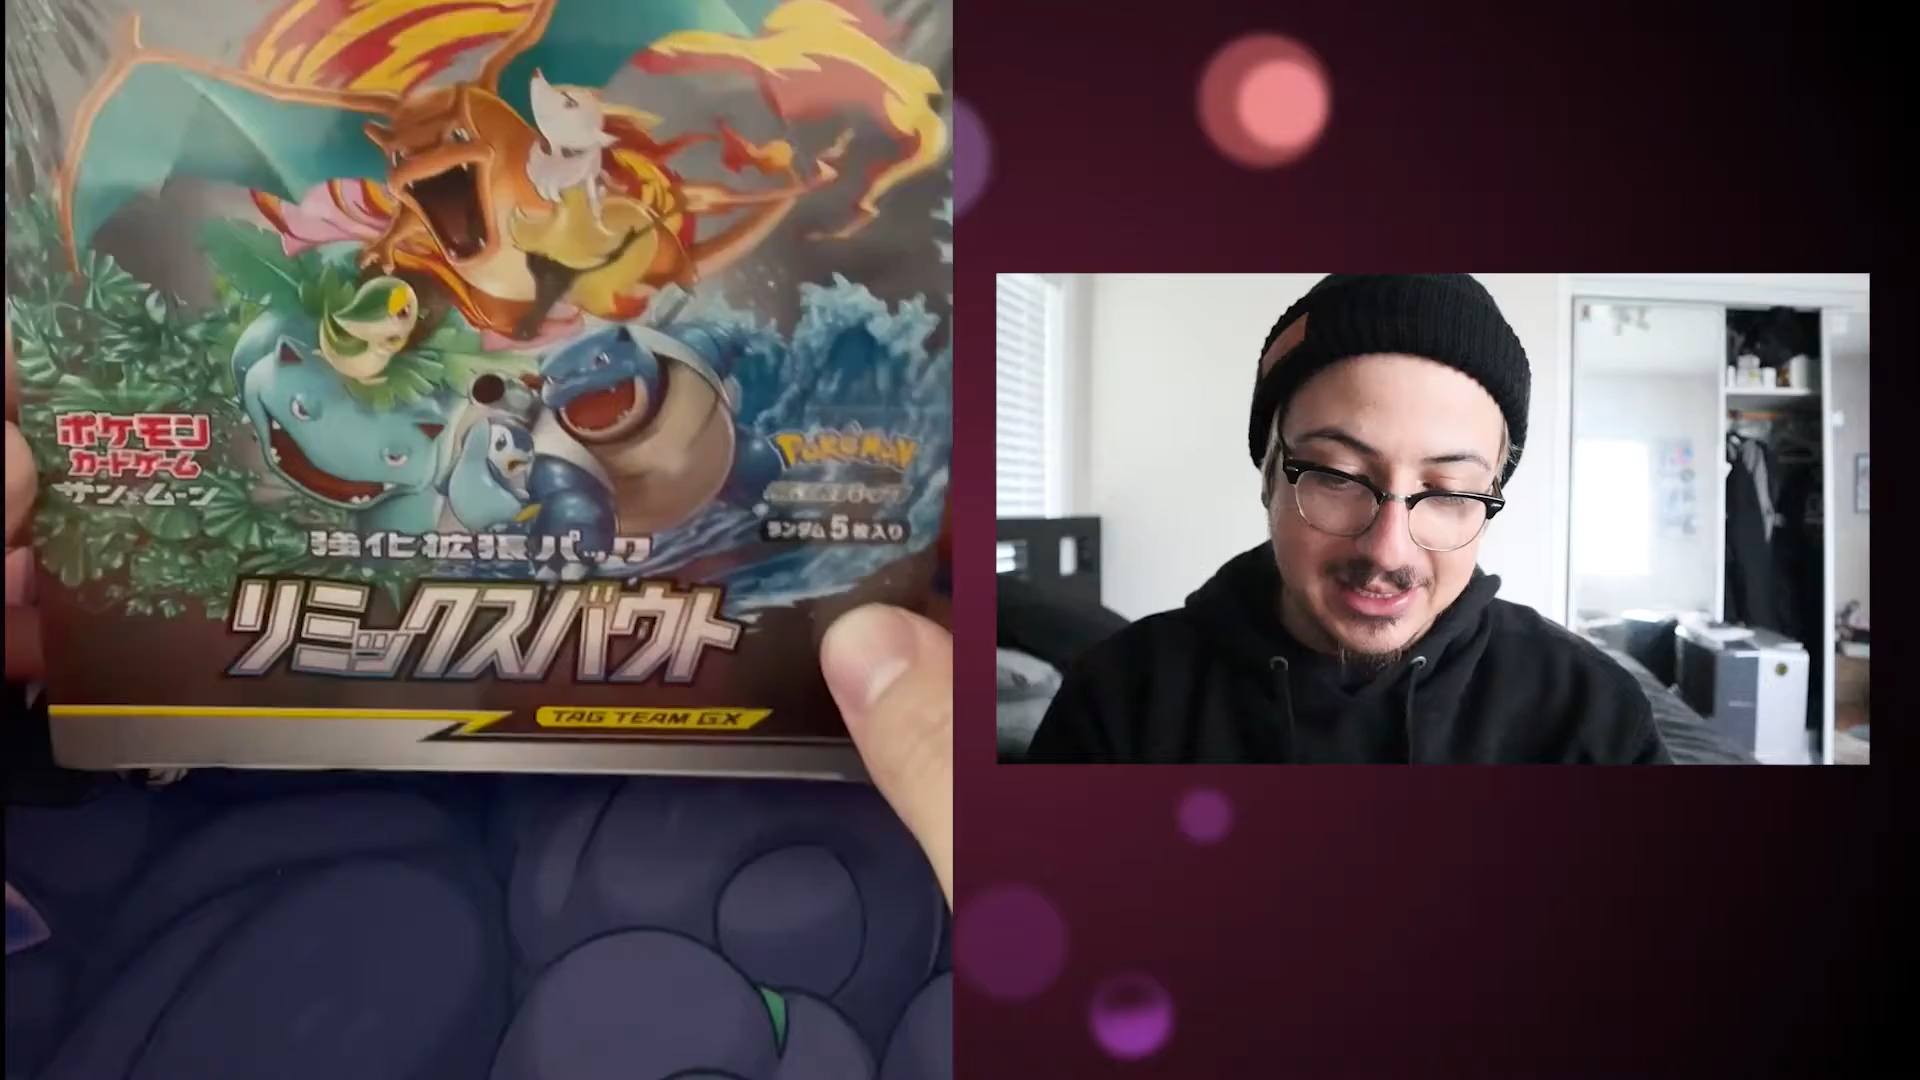 ポケモン
カードゲーム
サン&ムーン
Pokémon
ランダム5枚入り
強化拡張パック
リミックスバウト
TAG TEAM GX